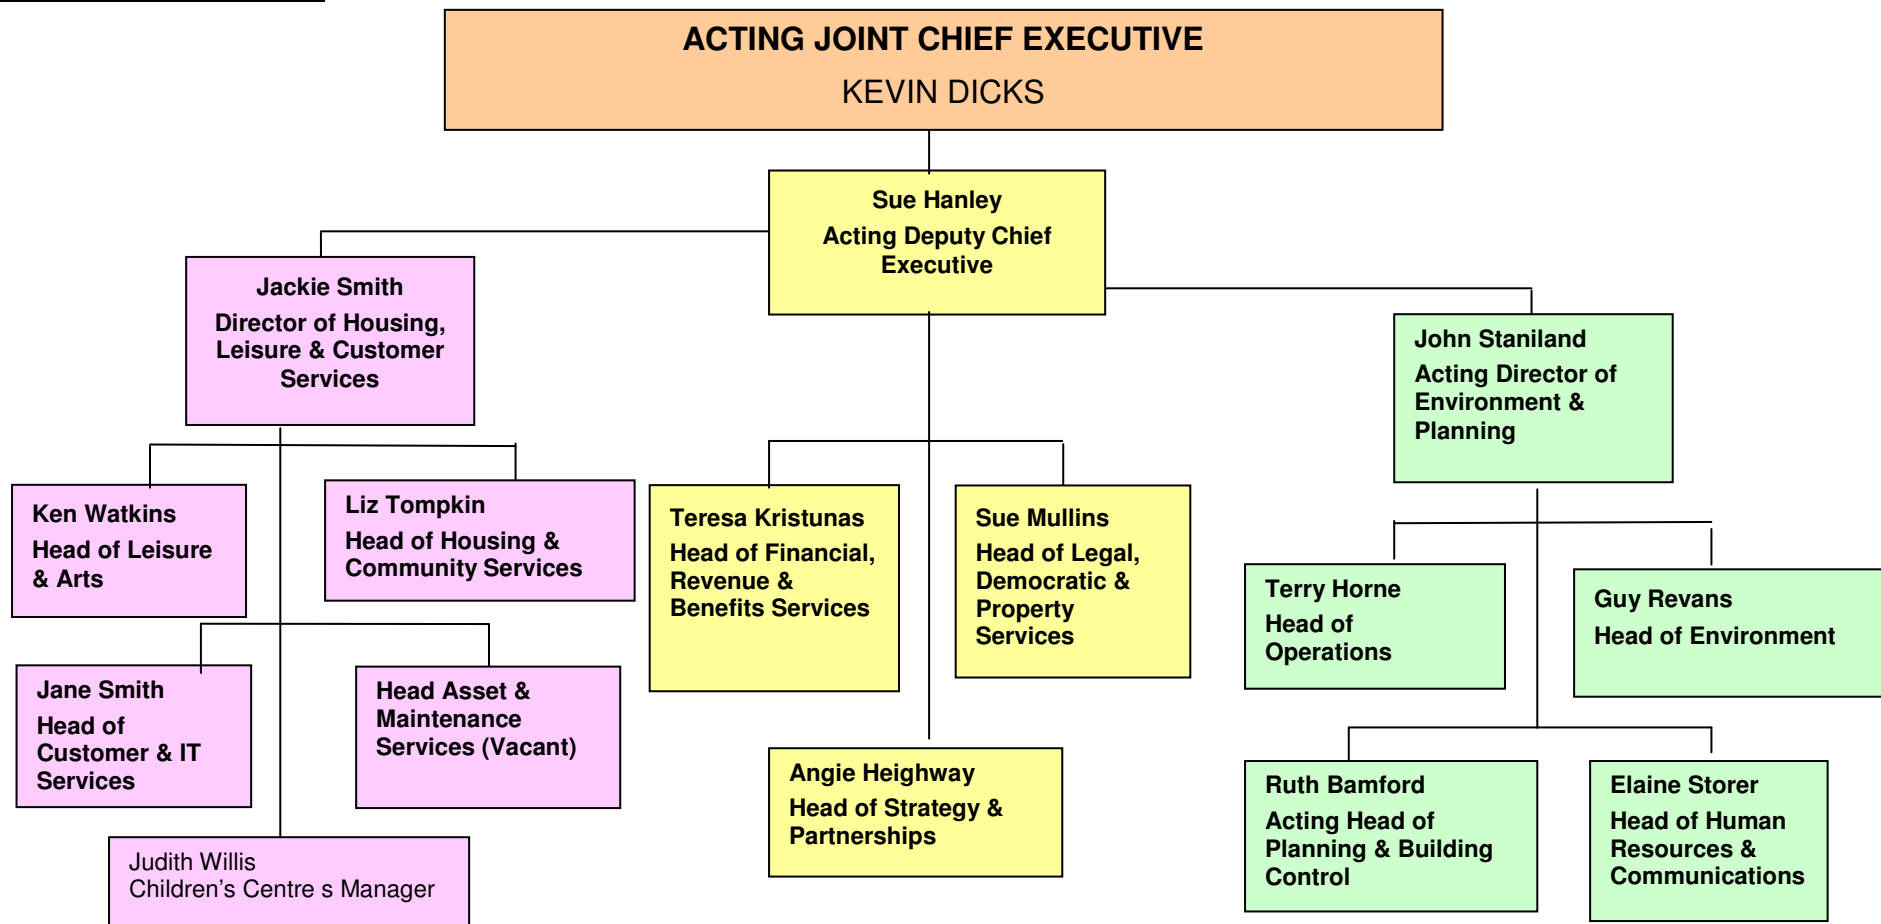 ACTING JOINT CHIEF EXECUTIVE
KEVIN DICKS
Sue Hanley
Acting Deputy Chief
Executive
Jackie Smith
Director of Housing,
Leisure & Customer
Services
John Staniland
Acting Director of
Environment &
Planning
Ken Watkins
Head of Leisure
& Arts
Liz Tompkin
Head of Housing &
Community Services
Teresa Kristunas
Head of Financial,
Revenue &
Benefits Services
Sue Mullins
Head of Legal,
Democratic &
Property
Services
Terry Horne
Head of
Operations
Guy Revans
Head of Environment
Jane Smith
Head of
Customer & IT
Services
Head Asset &
Maintenance
Services (Vacant)
Angie Heighway
Head of Strategy &
Partnerships
Ruth Bamford
Acting Head of
Planning & Building
Control
Elaine Storer
Head of Human
Resources &
Communications
Judith Willis
Children's Centre s Manager